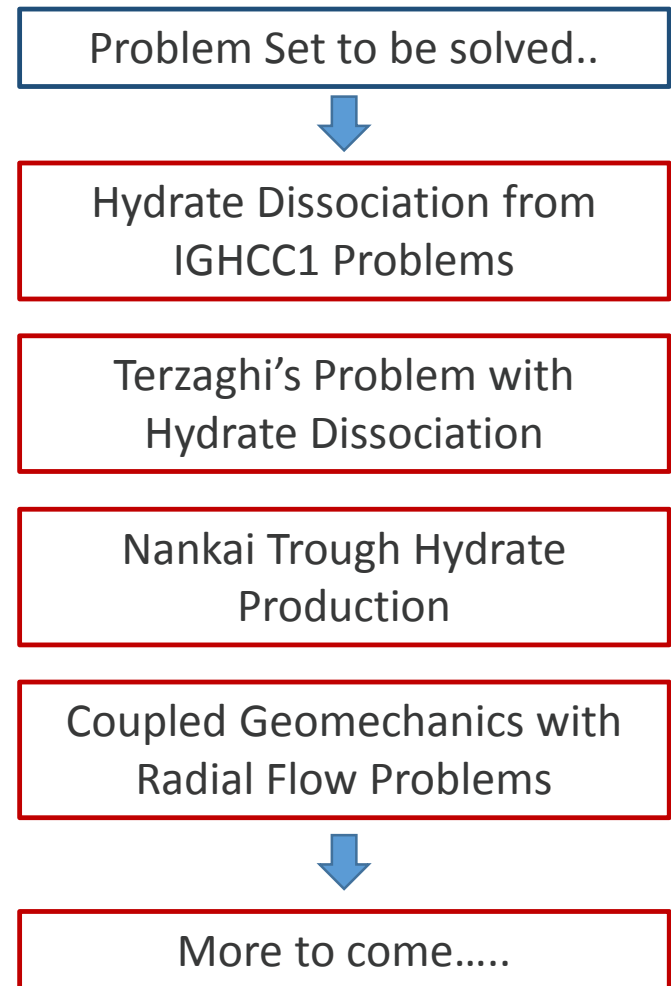 Problem Set to be solved..
Hydrate Dissociation from
IGHCC1 Problems
Terzaghi’s Problem with
Hydrate Dissociation
Nankai Trough Hydrate
Production
Coupled Geomechanics with
Radial Flow Problems
More to come…..